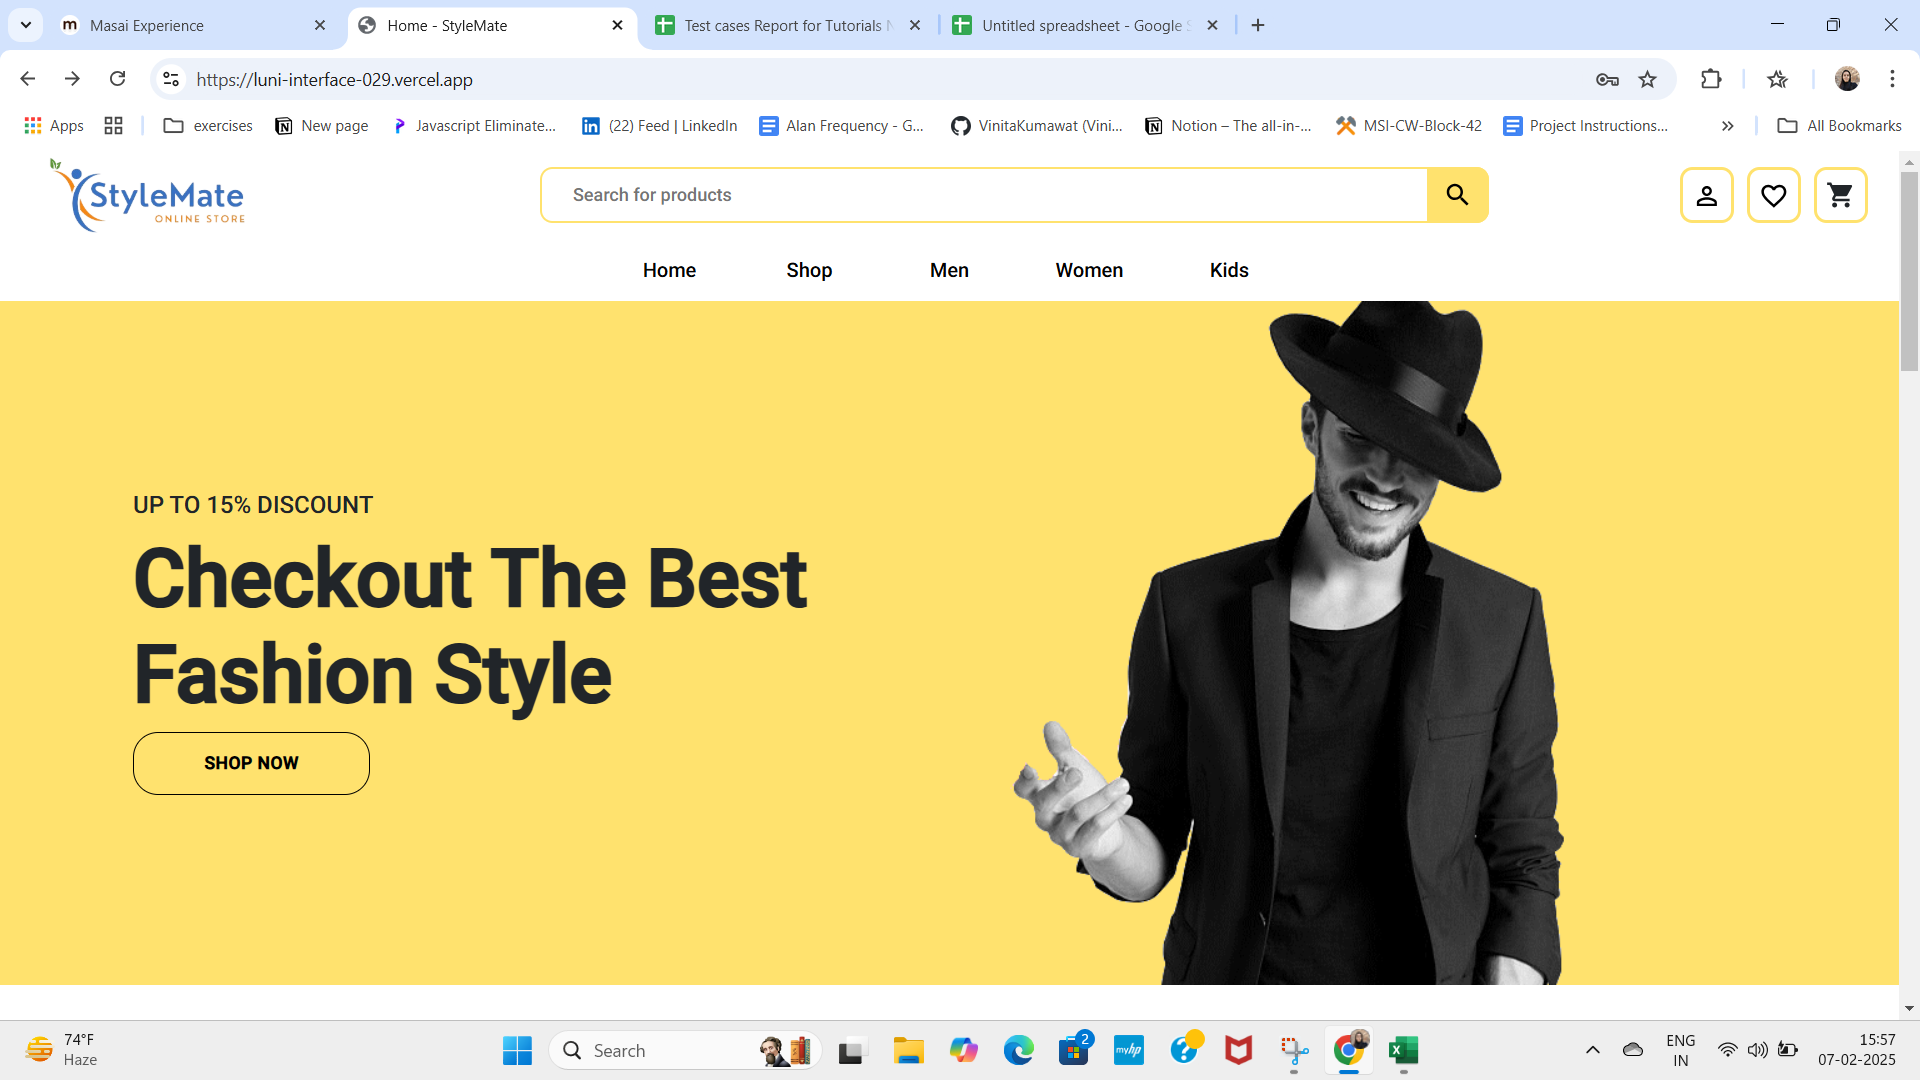 Masai Experience
Home - StyleMate
Test cases Report for Tutorials
Untitled spreadsheet - Google
https://luni-interface-029.vercel.app
Apps
exercises
New page
Javascript Eliminate...
(22) Feed | LinkedIn
Alan Frequency - G...
VinitaKumawat (Vini...
Notion – The all-in-...
MSI-CW-Block-42
Project Instructions...
All Bookmarks
StyleMate
ONLINE STORE
Search for products
Home
Shop
Men
Women
Kids
UP TO 15% DISCOUNT
Checkout The Best
Fashion Style
SHOP NOW
74°F
Haze
Search
2
myhp
ENG
IN
15:57
07-02-2025